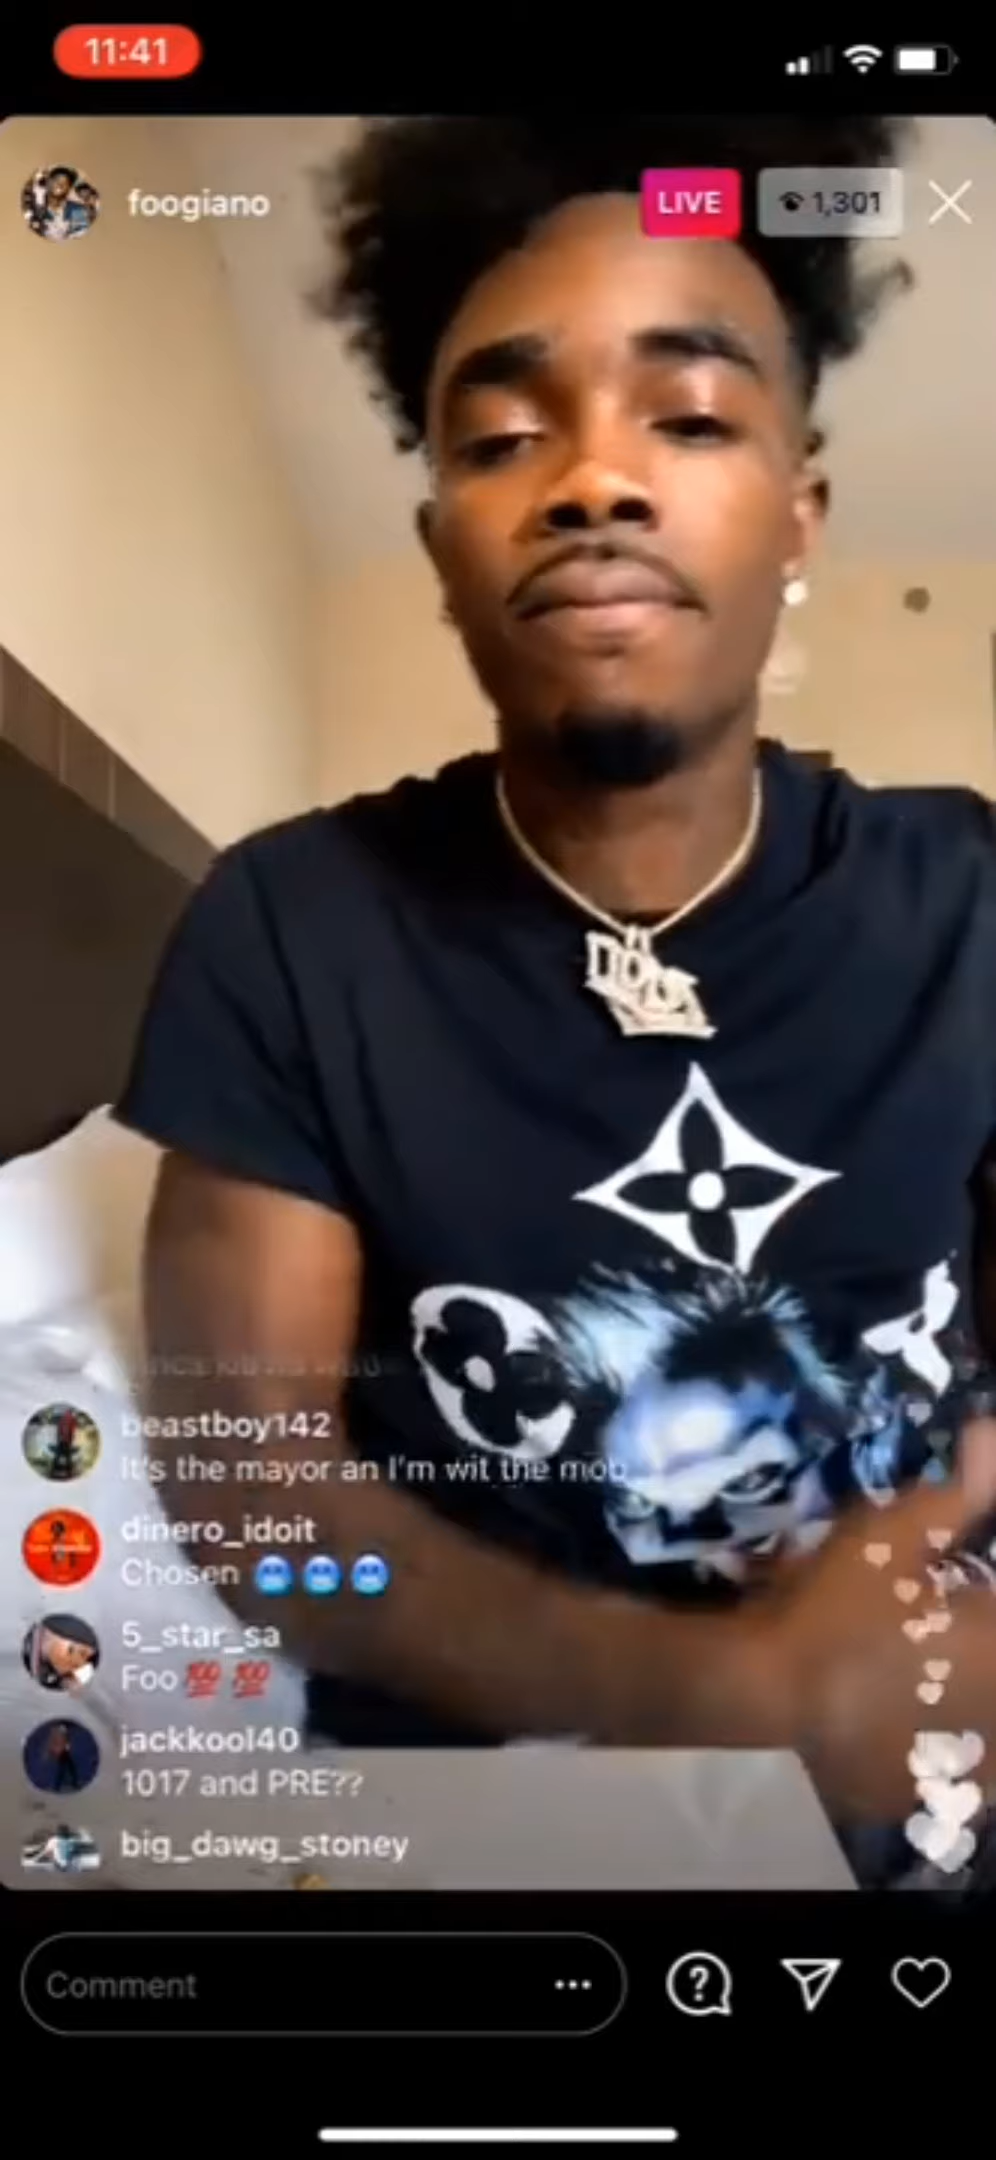 11:41
foogiano
LIVE
1,301
beastboy142
It's the mayor an I'm wit the mob
dinero_idoit
Chosen 🥶🥶🥶
5_star_sa
Foo 💯 💯
jackkool40
1017 and PRE??
big_dawg_stoney
Comment